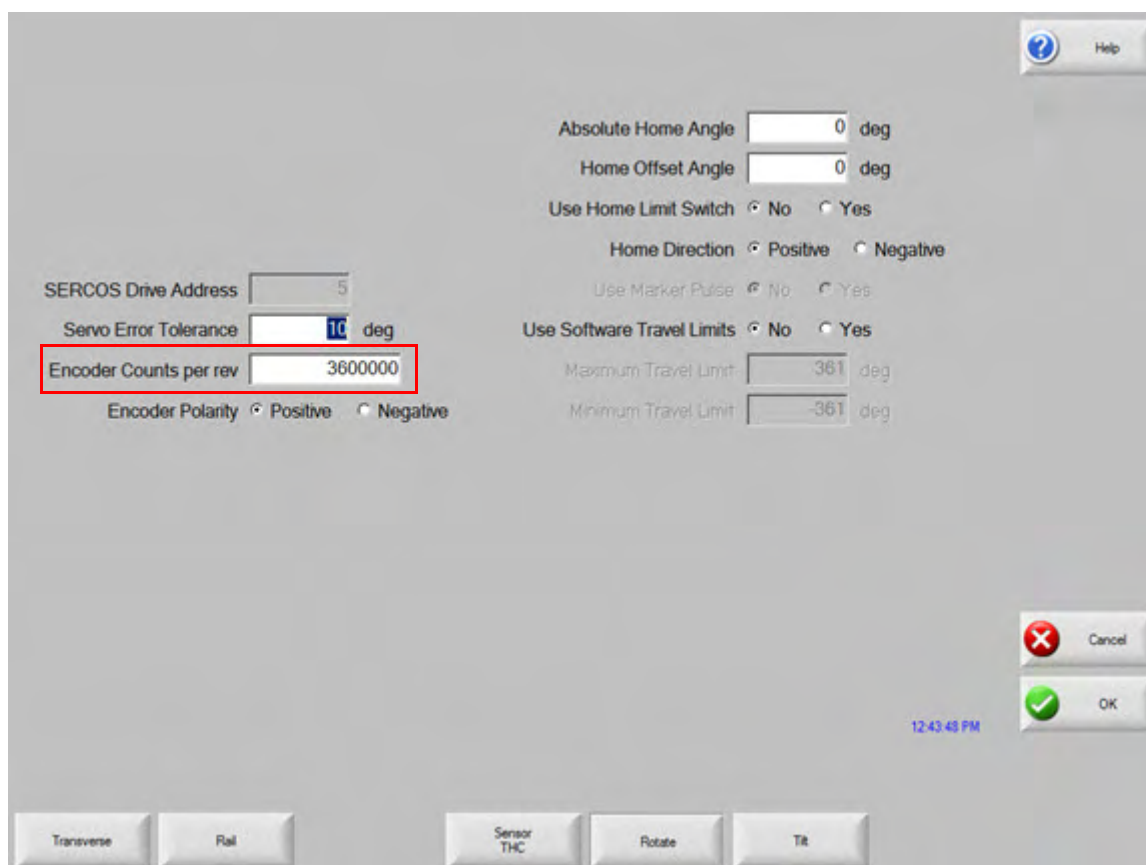 Help
Absolute Home Angle 0 deg
Home Offset Angle 0 deg
Use Home Limit Switch No Yes
Home Direction Positive Negative
SERCOS Drive Address 5
Use Marker Pulse No Yes
Servo Error Tolerance 10 deg
Use Software Travel Limits No Yes
Encoder Counts per rev 3600000
Maximum Travel Limit 361 deg
Encoder Polarity Positive Negative
Minimum Travel Limit -361 deg
Cancel
OK
12:43:48 PM
Transverse
Rail
Sensor
THC
Rotate
Tilt